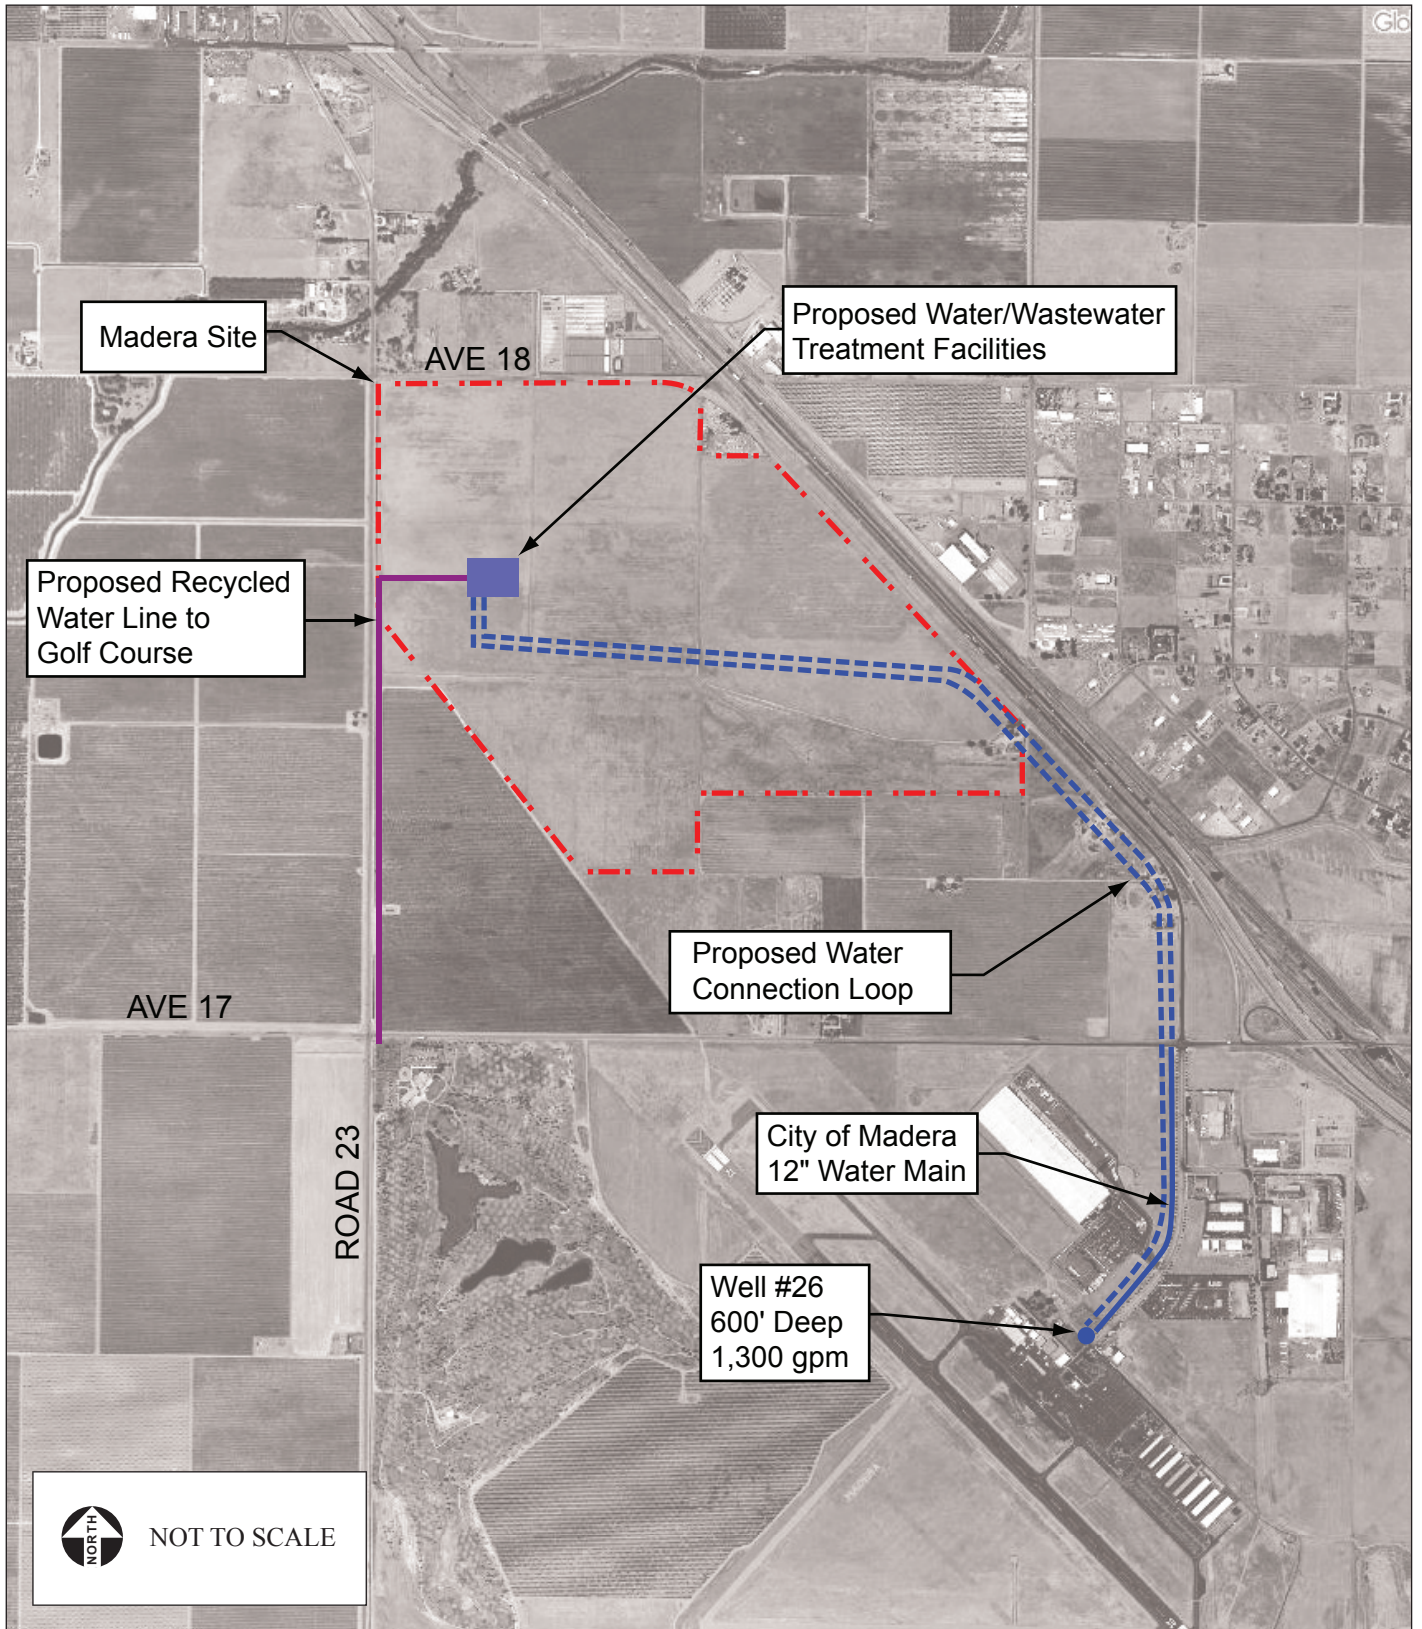 Glo
Madera Site
AVE 18
Proposed Water/Wastewater
Treatment Facilities
Proposed Recycled
Water Line to
Golf Course
Proposed Water
Connection Loop
AVE 17
ROAD 23
City of Madera
12" Water Main
Well #26
600' Deep
1,300 gpm
NORTH
NOT TO SCALE